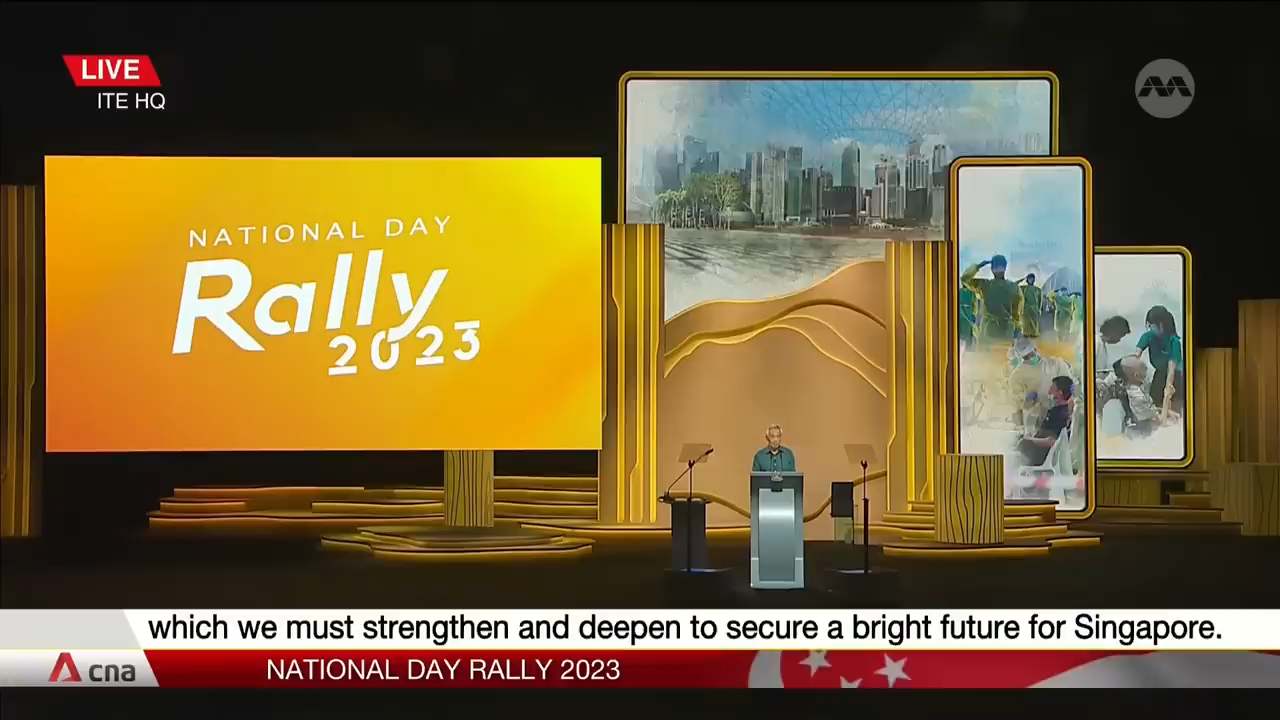 LIVE
ITE HQ
NATIONAL DAY
Rally
2023
which we must strengthen and deepen to secure a bright future for Singapore.
cna
NATIONAL DAY RALLY 2023